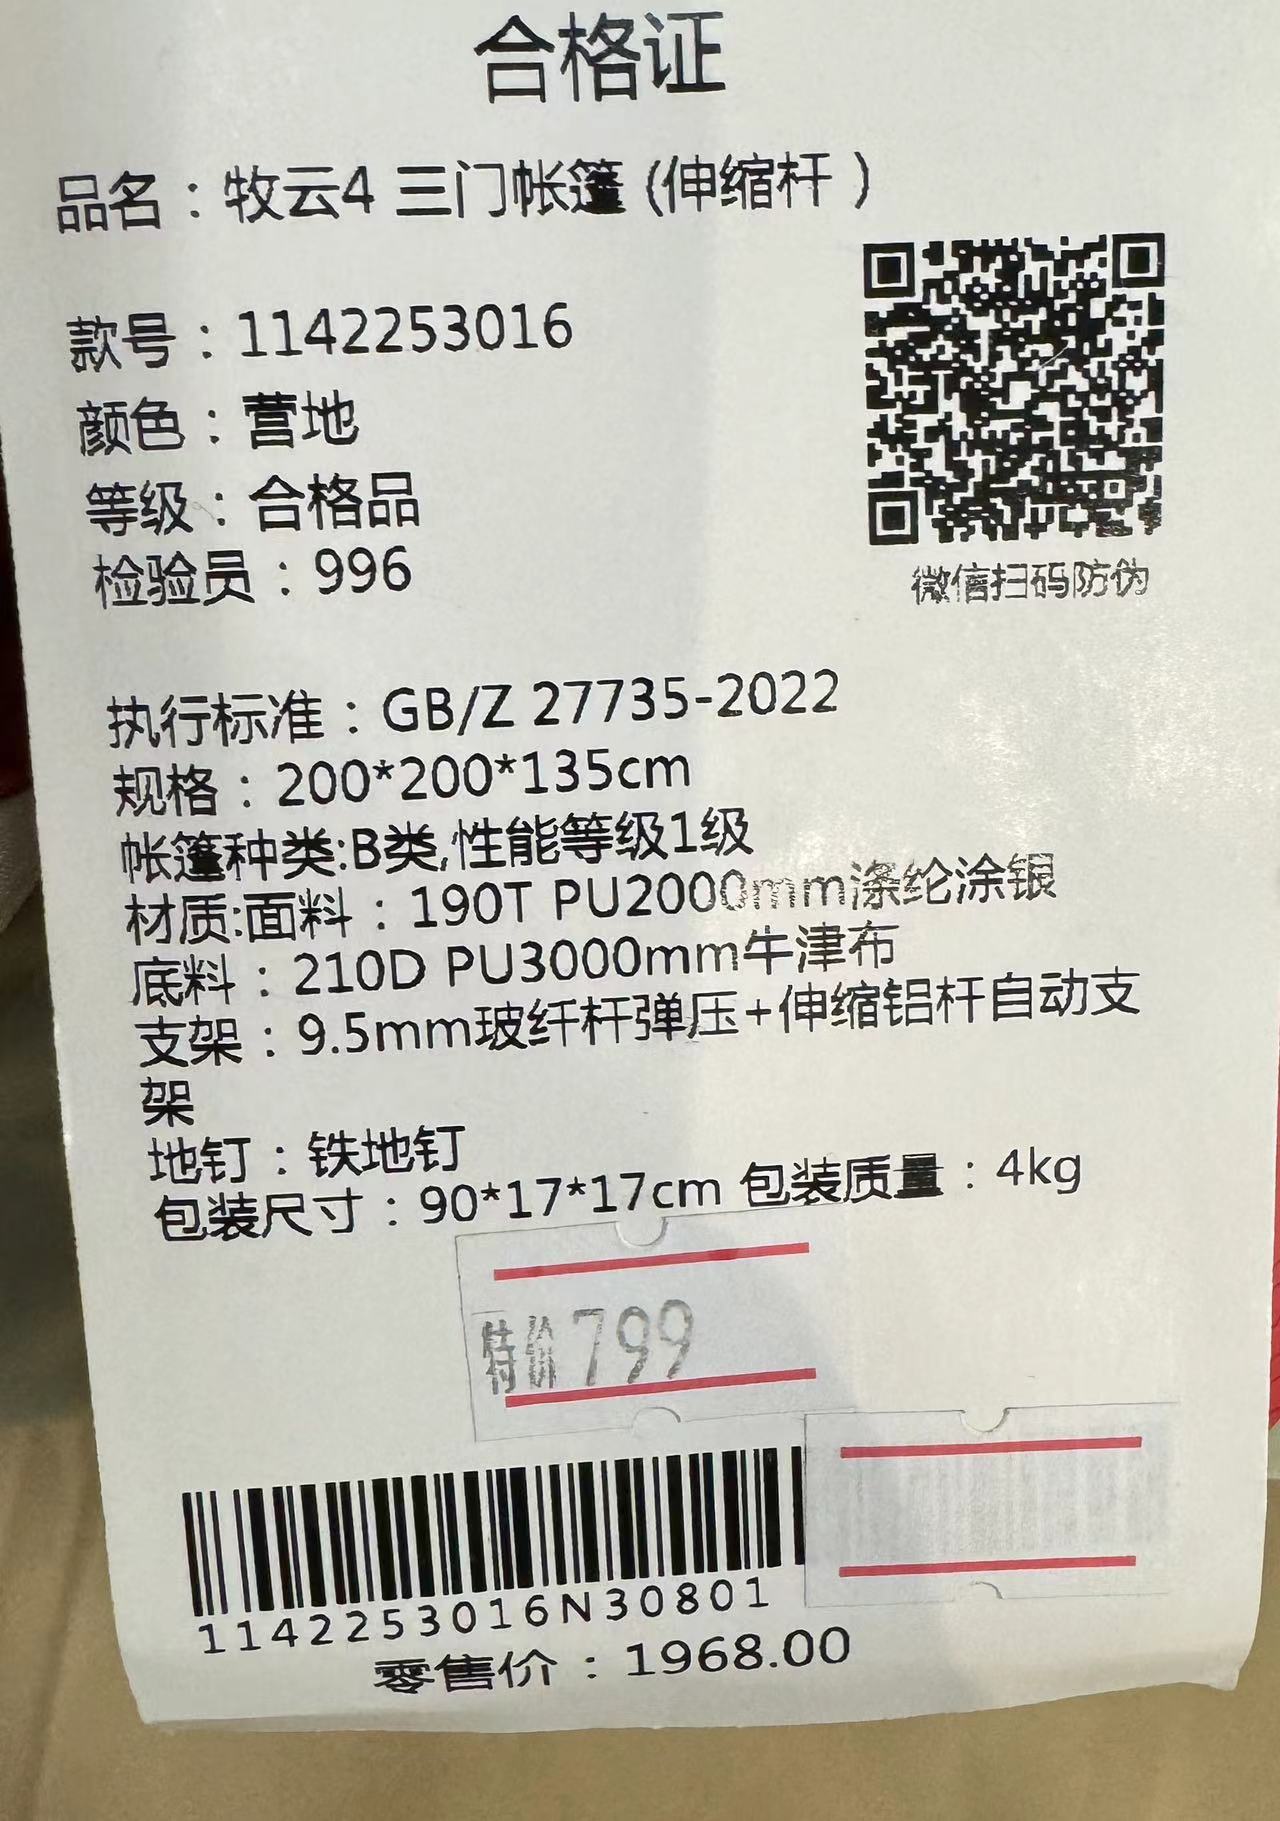 合格证
品名：牧云4 三门帐篷 (伸缩杆 )
款号：1142253016
颜色：营地
等级：合格品
检验员：996
微信扫码防伪
执行标准：GB/Z 27735-2022
规格：200*200*135cm
帐篷种类:B类,性能等级1级
材质:面料：190T PU2000mm涤纶涂银
底料：210D PU3000mm牛津布
支架：9.5mm玻纤杆弹压+伸缩铝杆自动支
架
地钉：铁地钉
包装尺寸：90*17*17cm 包装质量：4kg
特价 799
1142253016N30801
零售价：1968.00